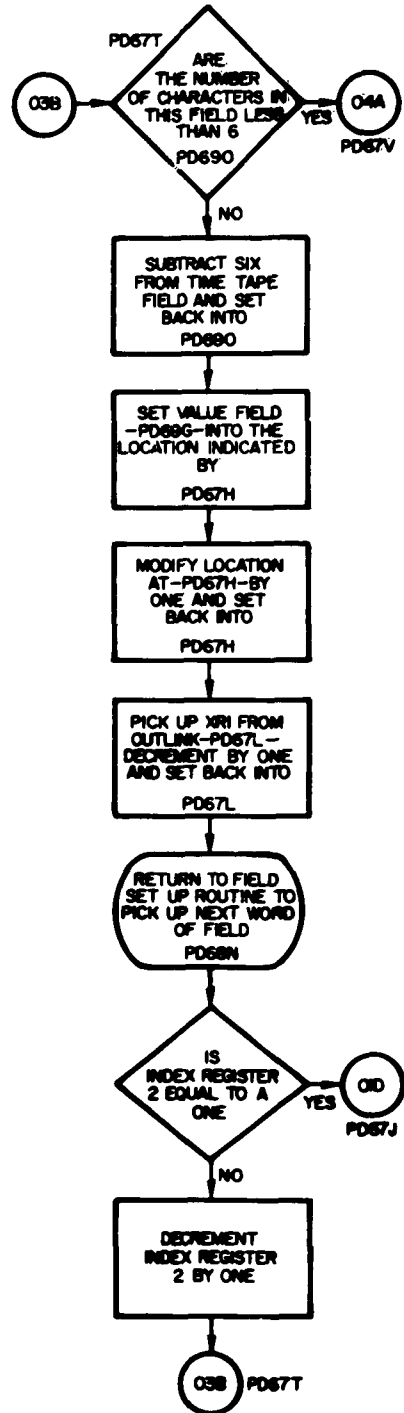 PD67T
ARE
THE NUMBER
OF CHARACTERS IN
THIS FIELD LESS
THAN 6
PD690
03B
YES
04A
PD67V
NO
SUBTRACT SIX
FROM TIME TAPE
FIELD AND SET
BACK INTO
PD690
SET VALUE FIELD
-PD69G-INTO THE
LOCATION INDICATED
BY
PD67H
MODIFY LOCATION
AT-PD67H-BY
ONE AND SET
BACK INTO
PD67H
PICK UP XR1 FROM
OUTLINK-PD67L-
DECREMENT BY ONE
AND SET BACK INTO
PD67L
RETURN TO FIELD
SET UP ROUTINE TO
PICK UP NEXT WORD
OF FIELD
PD68N
IS
INDEX REGISTER
2 EQUAL TO A
ONE
YES
01D
PD67J
NO
DECREMENT
INDEX REGISTER
2 BY ONE
03B
PD67T